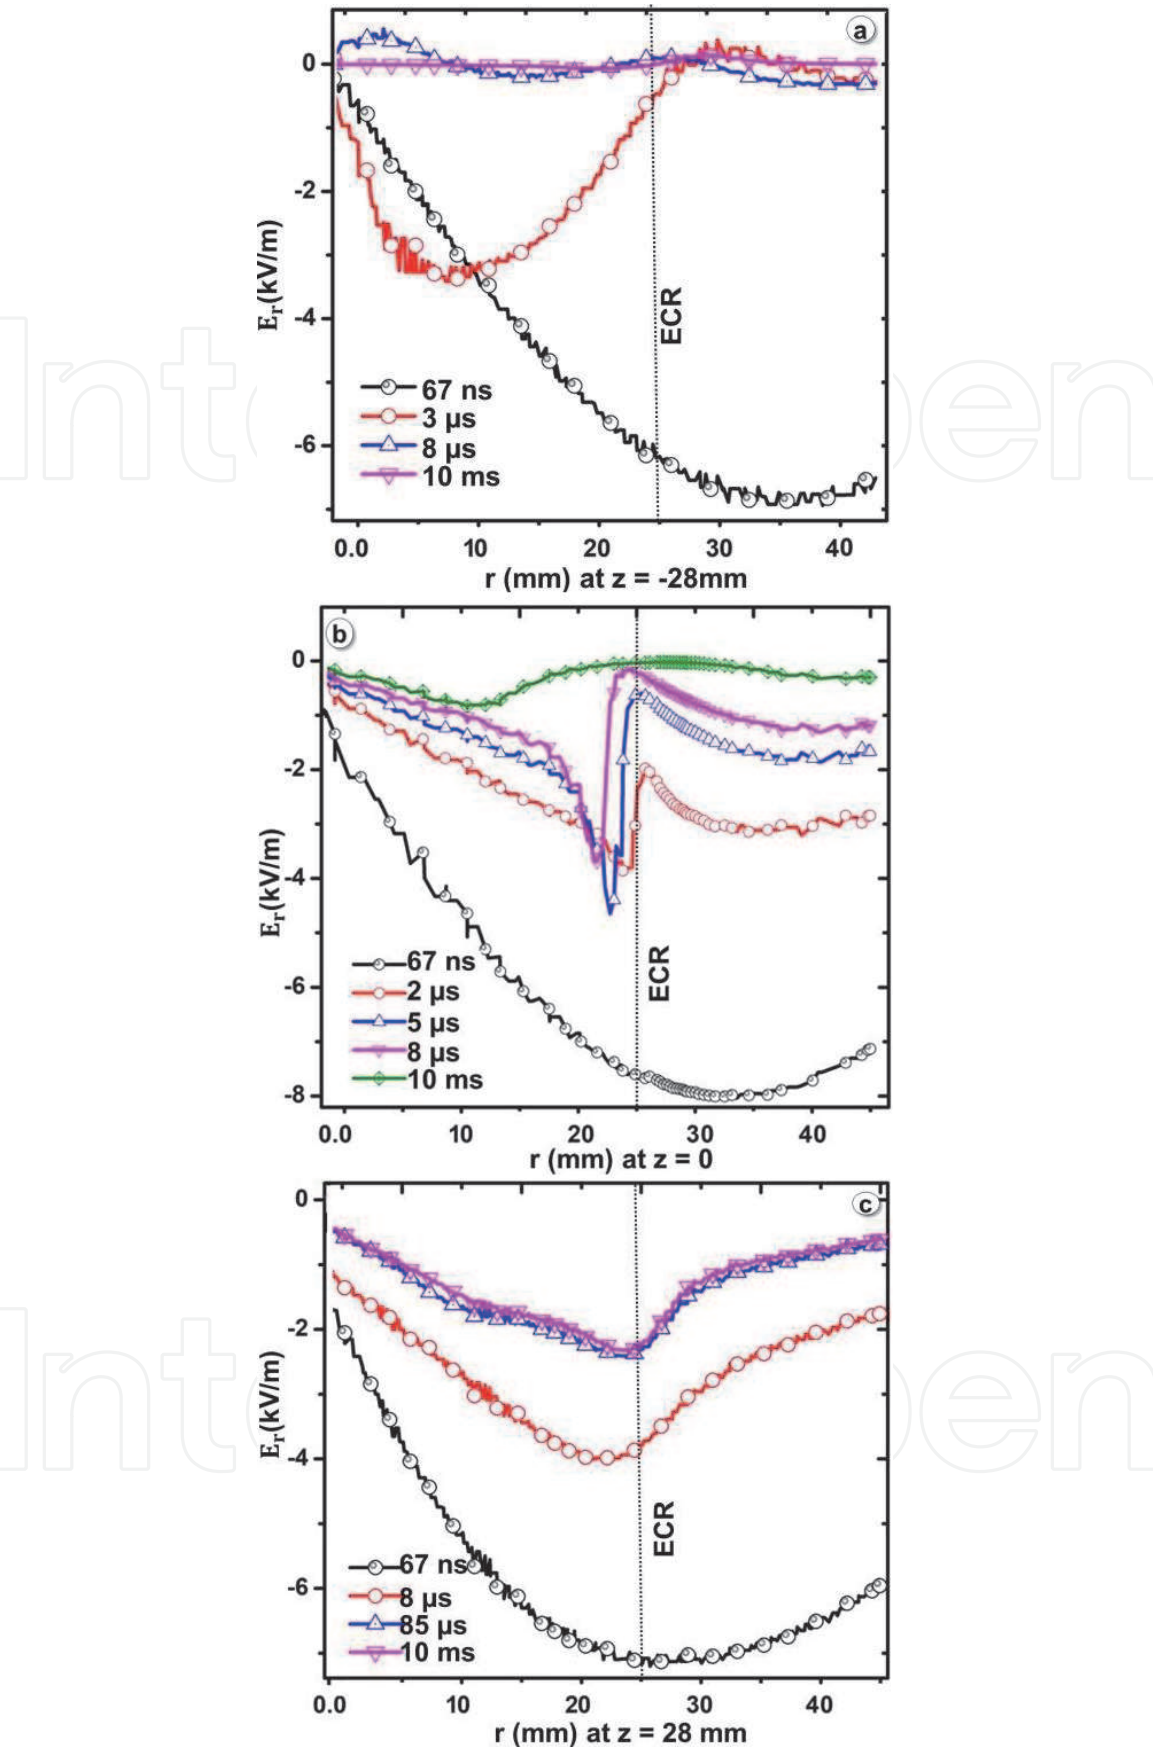 a
0
-2
-4
-6
Er(kV/m)
ECR
67 ns
3 µs
8 µs
10 ms
0.0 10 20 30 40
r (mm) at z = -28mm
b
0
-2
-4
-6
-8
Er(kV/m)
ECR
67 ns
2 µs
5 µs
8 µs
10 ms
0.0 10 20 30 40
r (mm) at z = 0
c
0
-2
-4
-6
Er(kV/m)
ECR
67 ns
8 µs
85 µs
10 ms
0.0 10 20 30 40
r (mm) at z = 28 mm